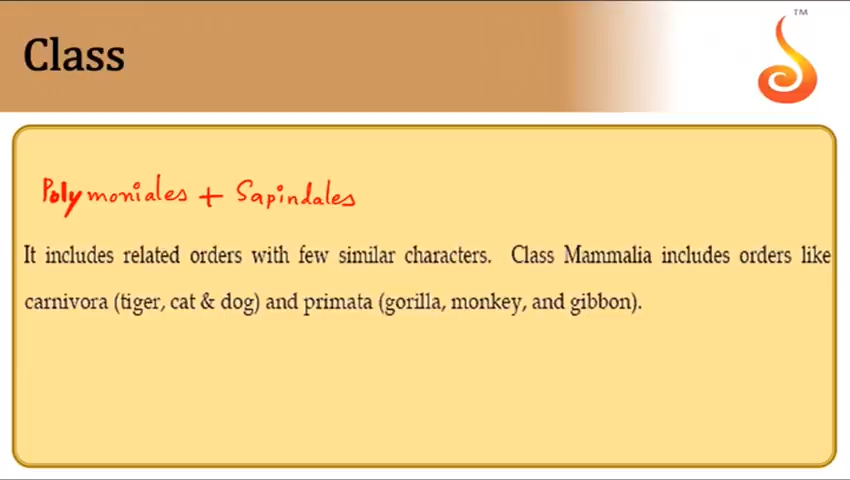 TM
Class
Polymoniales + Sapindales
It includes related orders with few similar characters. Class Mammalia includes orders like
carnivora (tiger, cat & dog) and primata (gorilla, monkey, and gibbon).